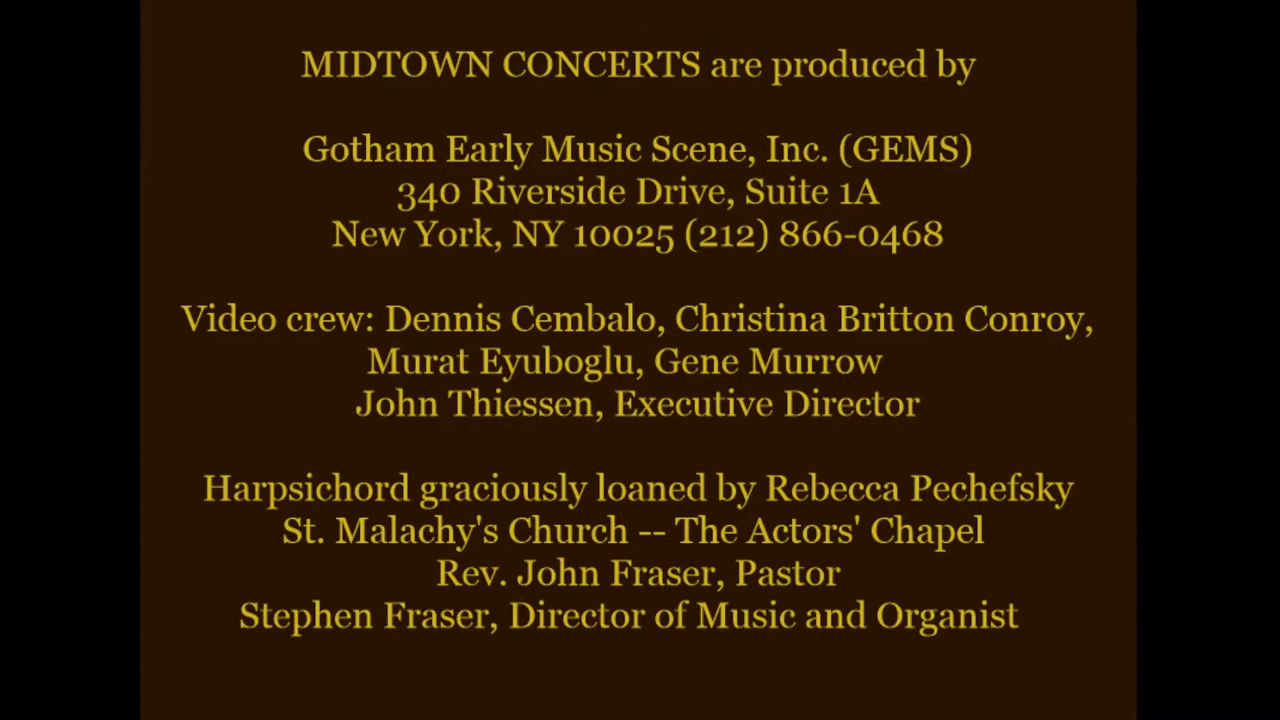 MIDTOWN CONCERTS are produced by
Gotham Early Music Scene, Inc. (GEMS)
340 Riverside Drive, Suite 1A
New York, NY 10025 (212) 866-0468
Video crew: Dennis Cembalo, Christina Britton Conroy,
Murat Eyuboglu, Gene Murrow
John Thiessen, Executive Director
Harpsichord graciously loaned by Rebecca Pechefsky
St. Malachy's Church -- The Actors' Chapel
Rev. John Fraser, Pastor
Stephen Fraser, Director of Music and Organist